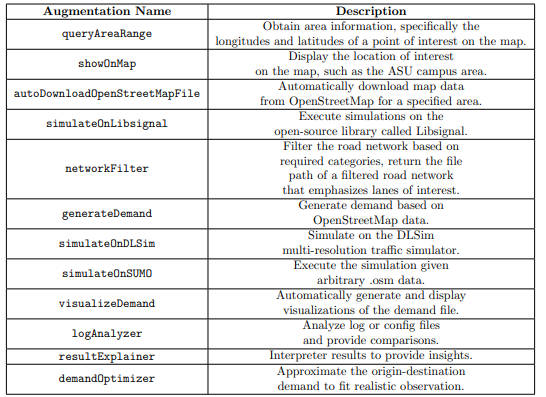 Augmentation Name Description
queryAreaRange
Obtain area information, specifically the
longitudes and latitudes of a point of interest on the map.
showOnMap
Display the location of interest
on the map, such as the ASU campus area.
autoDownloadOpenStreetMapFile
Automatically download map data
from OpenStreetMap for a specified area.
simulateOnLibsignal
Execute simulations on the
open-source library called Libsignal.
networkFilter
Filter the road network based on
required categories, return the file
path of a filtered road network
that emphasizes lanes of interest.
generateDemand
Generate demand based on
OpenStreetMap data.
simulateOnDLSim
Simulate on the DLSim
multi-resolution traffic simulator.
simulateOnSUMO
Execute the simulation given
arbitrary .osm data.
visualizeDemand
Automatically generate and display
visualizations of the demand file.
logAnalyzer
Analyze log or config files
and provide comparisons.
resultExplainer
Interpreter results to provide insights.
demandOptimizer
Approximate the origin-destination
demand to fit realistic observation.